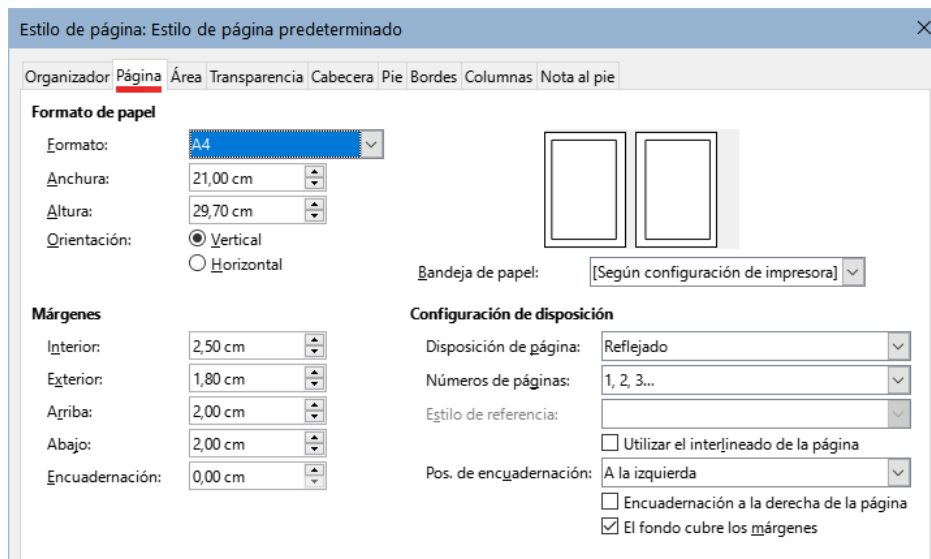 Estilo de página: Estilo de página predeterminado
Organizador Página Área Transparencia Cabecera Pie Bordes Columnas Nota al pie
Formato de papel
Formato: A4
Anchura: 21,00 cm
Altura: 29,70 cm
Orientación: Vertical
Horizontal
Bandeja de papel: [Según configuración de impresora]
Márgenes
Interior: 2,50 cm
Exterior: 1,80 cm
Arriba: 2,00 cm
Abajo: 2,00 cm
Encuadernación: 0,00 cm
Configuración de disposición
Disposición de página: Reflejado
Números de páginas: 1, 2, 3...
Estilo de referencia:
Utilizar el interlineado de la página
Pos. de encuadernación: A la izquierda
Encuadernación a la derecha de la página
El fondo cubre los márgenes